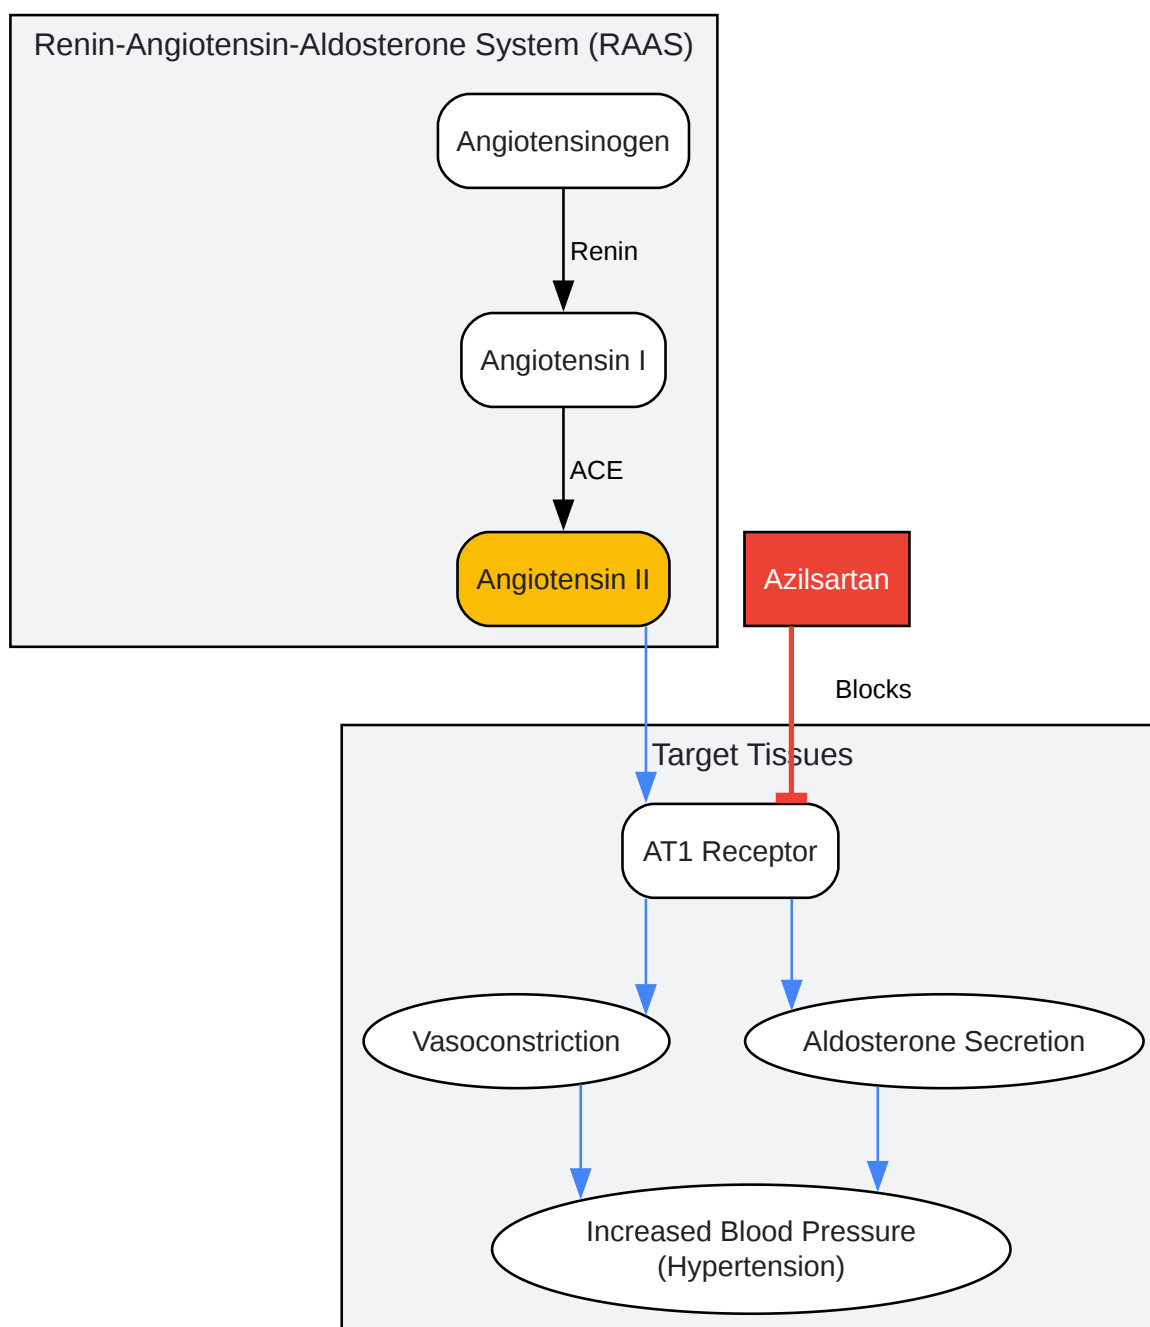 Renin-Angiotensin-Aldosterone System (RAAS)
Angiotensinogen
Renin
Angiotensin I
ACE
Angiotensin II
Azilsartan
Blocks
Target Tissues
AT1 Receptor
Vasoconstriction
Aldosterone Secretion
Increased Blood Pressure
(Hypertension)